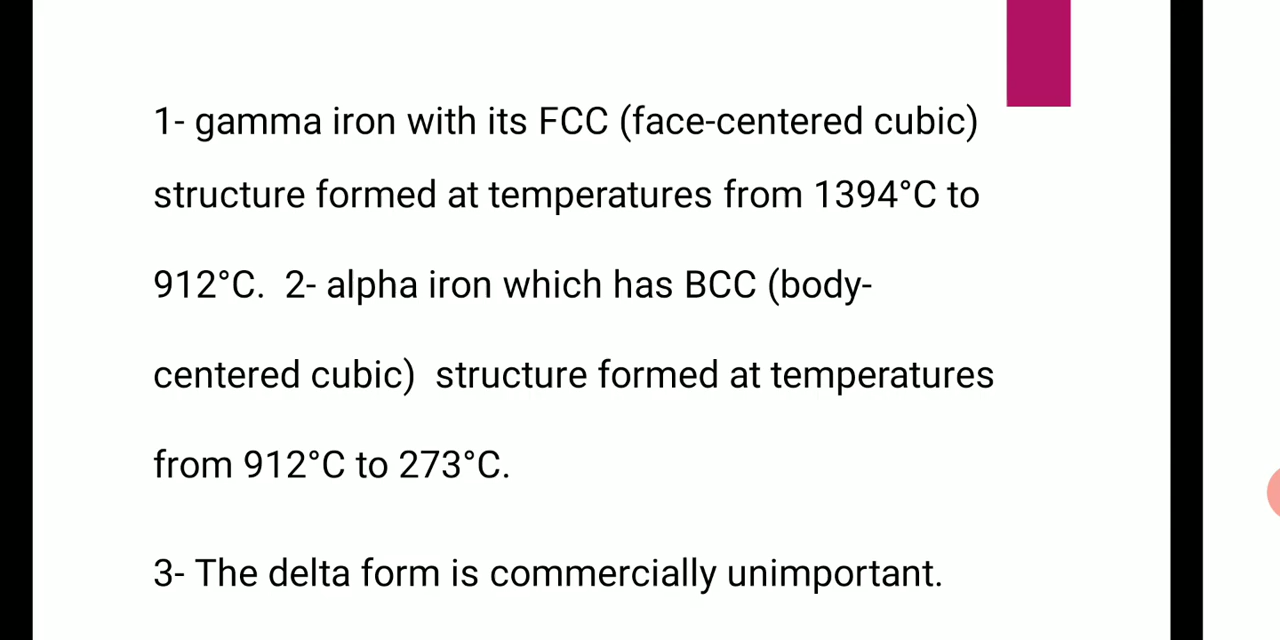 1- gamma iron with its FCC (face-centered cubic)
structure formed at temperatures from 1394°C to
912°C.  2- alpha iron which has BCC (body-
centered cubic)  structure formed at temperatures
from 912°C to 273°C.
3- The delta form is commercially unimportant.